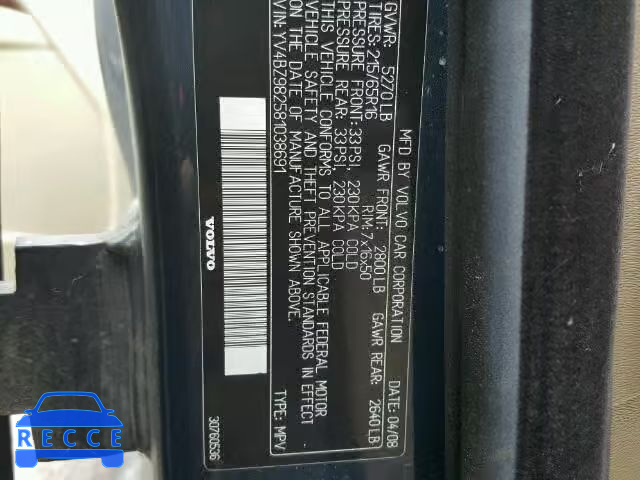 MFD BY VOLVO CAR CORPORATION DATE: 04/08
GVWR: 5270 LB GAWR FRONT: 2800LB GAWR REAR: 2640LB
TIRES: 215/65R16 RIM: 7x16x50
PRESSURE FRONT: 33PSI, 230KPA COLD
PRESSURE REAR: 33PSI, 230KPA COLD
THIS VEHICLE CONFORMS TO ALL APPLICABLE FEDERAL MOTOR
VEHICLE SAFETY AND THEFT PREVENTION STANDARDS IN EFFECT
ON THE DATE OF MANUFACTURE SHOWN ABOVE.
VIN: YV4BZ982581038691 TYPE: MPV
VOLVO
30760536
RECCE